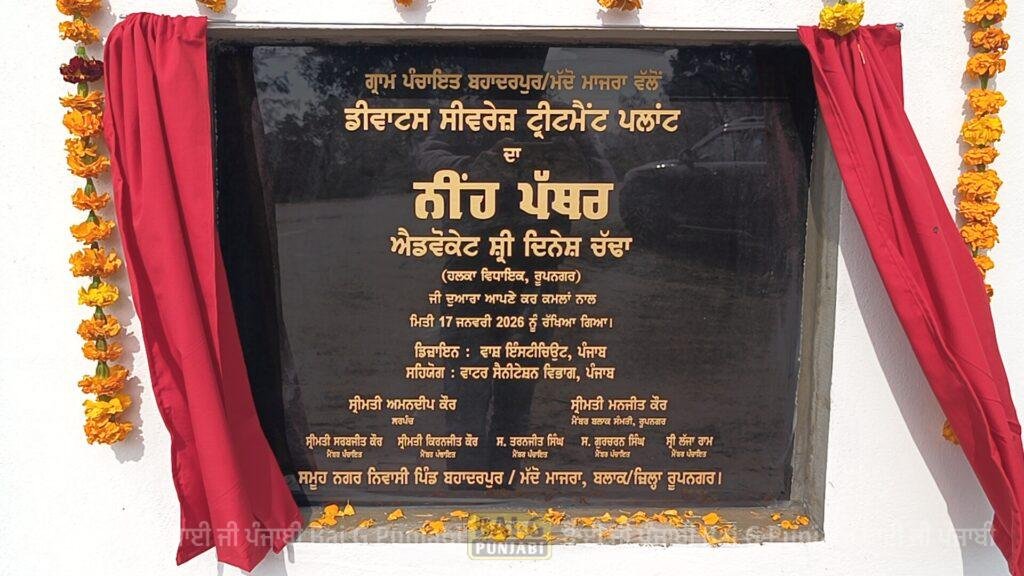 ਗ੍ਰਾਮ ਪੰਚਾਇਤ ਬਹਾਦਰਪੁਰ/ਮੱਦੋ ਮਾਜਰਾ ਵੱਲੋਂ
ਡੀਵਾਟਸ ਸੀਵਰੇਜ਼ ਟ੍ਰੀਟਮੈਂਟ ਪਲਾਂਟ
ਦਾ
ਨੀਂਹ ਪੱਥਰ
ਐਡਵੋਕੇਟ ਸ਼੍ਰੀ ਦਿਨੇਸ਼ ਚੱਢਾ
(ਹਲਕਾ ਵਿਧਾਇਕ, ਰੂਪਨਗਰ)
ਜੀ ਦੁਆਰਾ ਆਪਣੇ ਕਰ ਕਮਲਾਂ ਨਾਲ
ਮਿਤੀ 17 ਜਨਵਰੀ 2026 ਨੂੰ ਰੱਖਿਆ ਗਿਆ।
ਡਿਜ਼ਾਇਨ : ਵਾਸ਼ ਇੰਸਟੀਚਿਊਟ, ਪੰਜਾਬ
ਸਹਿਯੋਗ : ਵਾਟਰ ਸੈਨੀਟੇਸ਼ਨ ਵਿਭਾਗ, ਪੰਜਾਬ
ਸ੍ਰੀਮਤੀ ਅਮਨਦੀਪ ਕੌਰ ਸ੍ਰੀਮਤੀ ਮਨਜੀਤ ਕੌਰ
ਸਰਪੰਚ ਮੈਂਬਰ ਬਲਾਕ ਸੰਮਤੀ, ਰੂਪਨਗਰ
ਸ੍ਰੀਮਤੀ ਸਰਬਜੀਤ ਕੌਰ ਸ੍ਰੀਮਤੀ ਕਿਰਨਜੀਤ ਕੌਰ ਸ. ਤਰਨਜੀਤ ਸਿੰਘ ਸ. ਗੁਰਚਰਨ ਸਿੰਘ ਸ਼੍ਰੀ ਲੱਜਾ ਰਾਮ
ਮੈਂਬਰ ਪੰਚਾਇਤ ਮੈਂਬਰ ਪੰਚਾਇਤ ਮੈਂਬਰ ਪੰਚਾਇਤ ਮੈਂਬਰ ਪੰਚਾਇਤ ਮੈਂਬਰ ਪੰਚਾਇਤ
ਸਮੂਹ ਨਗਰ ਨਿਵਾਸੀ ਪਿੰਡ ਬਹਾਦਰਪੁਰ / ਮੱਦੋ ਮਾਜਰਾ, ਬਲਾਕ/ਜ਼ਿਲ੍ਹਾ ਰੂਪਨਗਰ।
PUNJABI